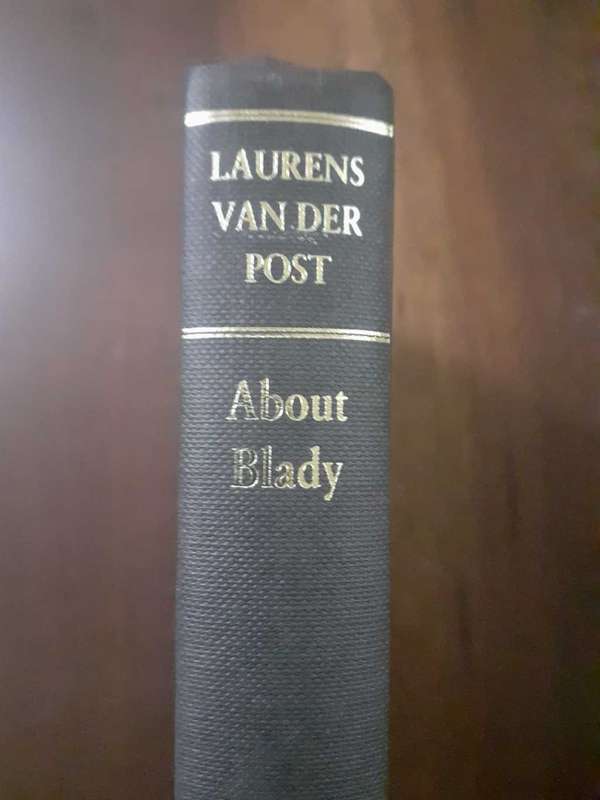 LAURENS
VAN DER
POST
About
Blady